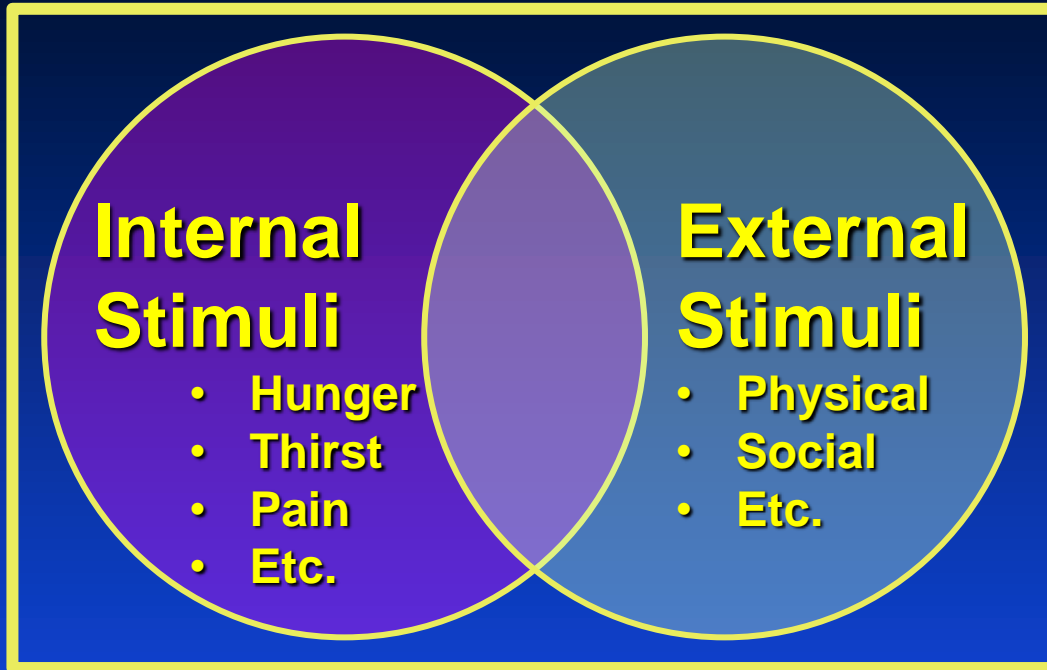 Internal
Stimuli
• Hunger
• Thirst
• Pain
• Etc.
External
Stimuli
• Physical
• Social
• Etc.